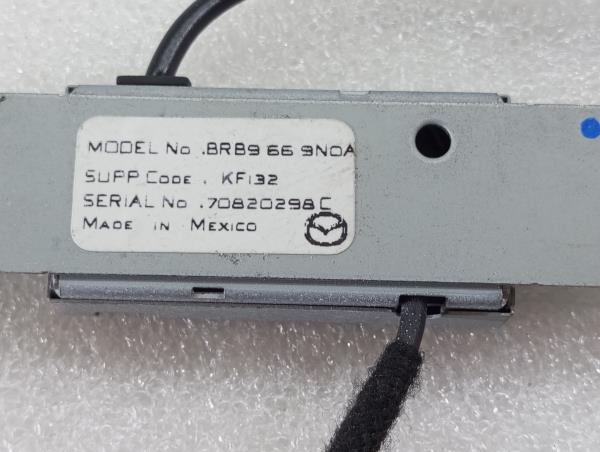 MODEL No .BRB9 66 9N0A
SUPP CODE . KF132
SERIAL No .70820298C
MADE IN MEXICO